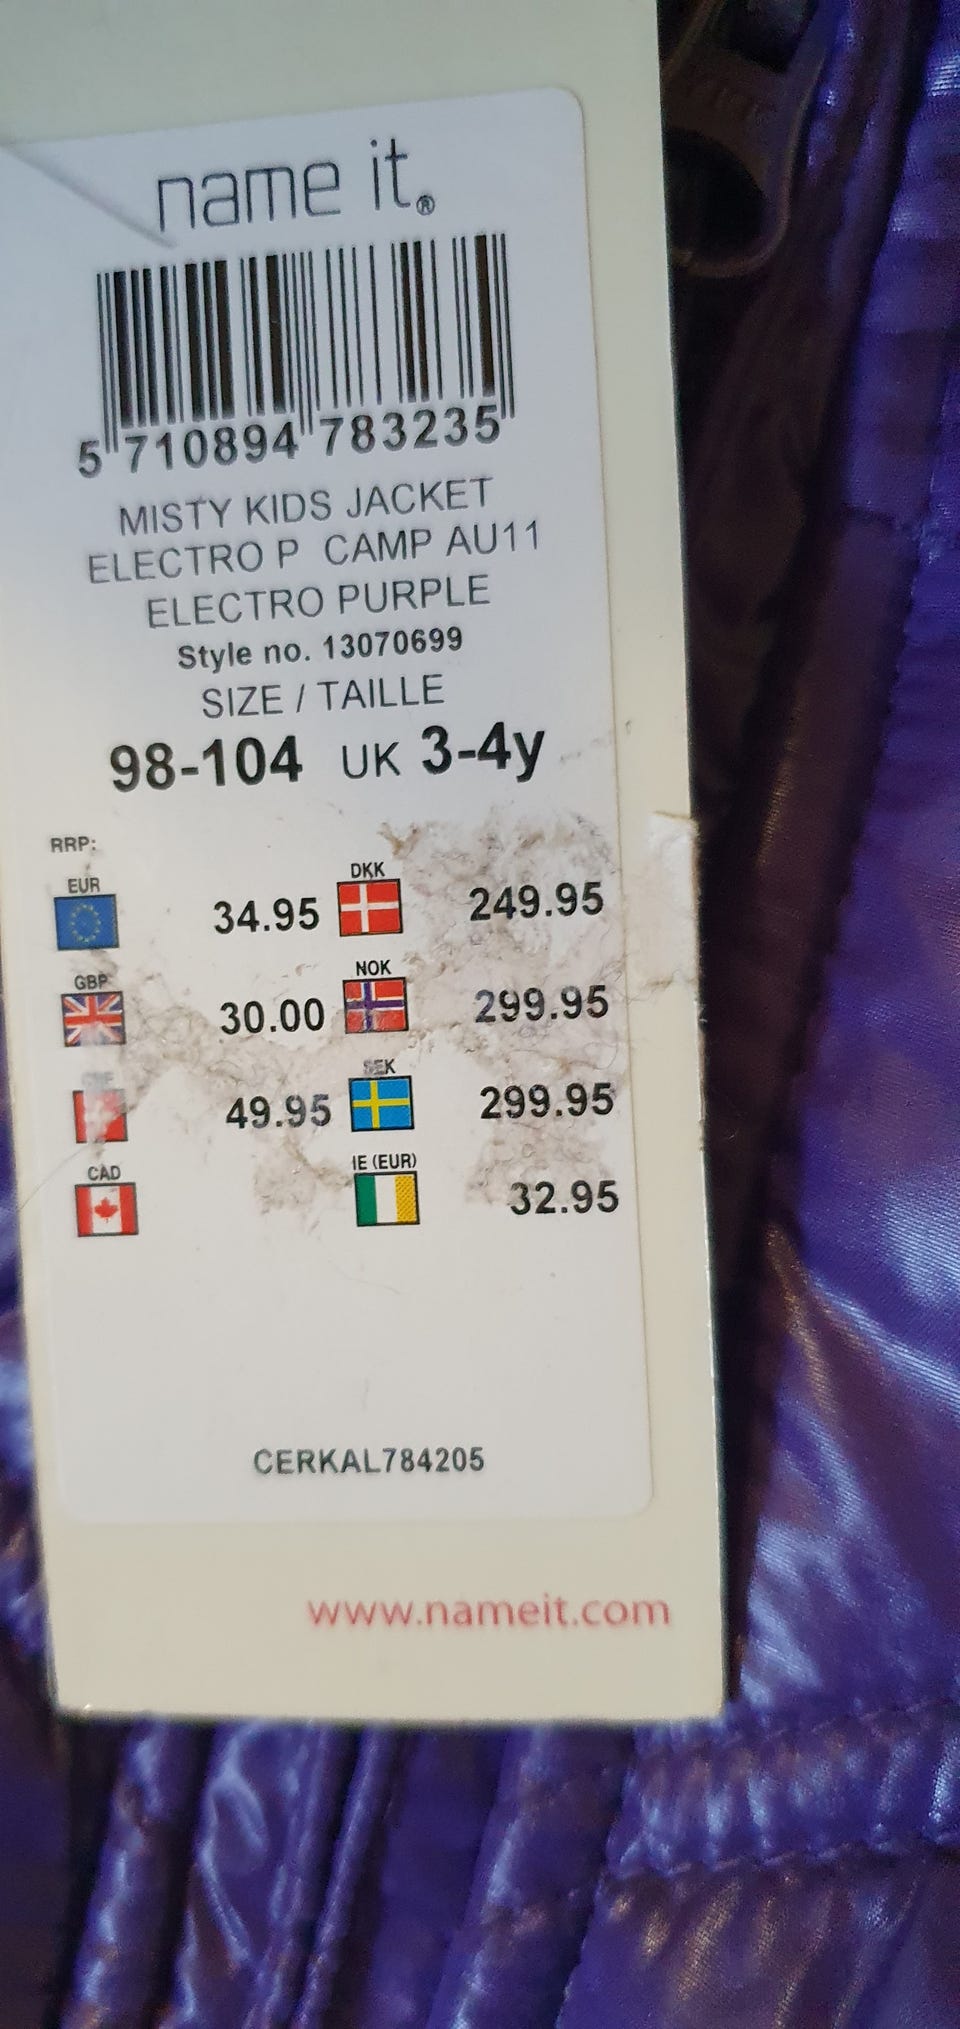 name it®
5 710894 783235
MISTY KIDS JACKET
ELECTRO P CAMP AU11
ELECTRO PURPLE
Style no. 13070699
SIZE / TAILLE
98-104 UK 3-4y
RRP:
EUR 34.95 DKK 249.95
GBP 30.00 NOK 299.95
49.95 SEK 299.95
CAD IE (EUR) 32.95
CERKAL784205
www.nameit.com